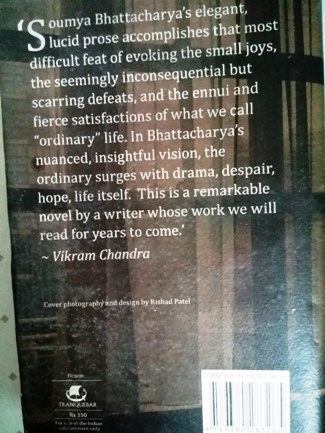 ‘Soumya Bhattacharya’s elegant,
lucid prose accomplishes that most
difficult feat of evoking the small joys,
the seemingly inconsequential but
scarring defeats, and the ennui and
fierce satisfactions of what we call
“ordinary” life. In Bhattacharya’s
nuanced, insightful vision, the
ordinary surges with drama, despair,
hope, life itself. This is a remarkable
novel by a writer whose work we will
read for years to come.’
~ Vikram Chandra
Cover photography and design by Rishad Patel
Fiction
TRANQUEBAR
Rs 350
For sale in the Indian
subcontinent only